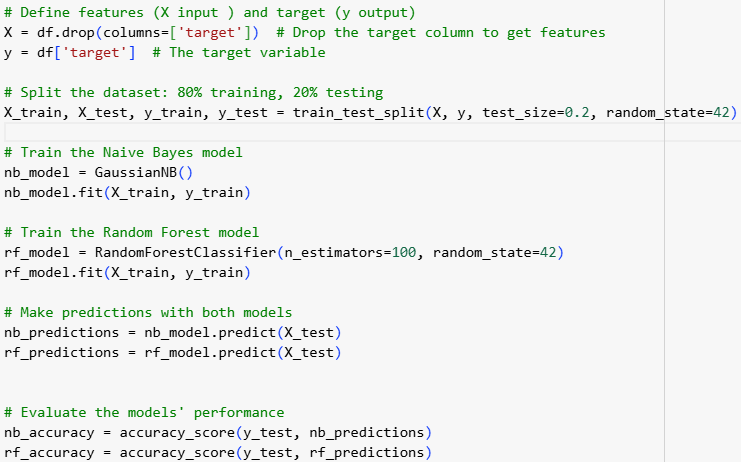 # Define features (X input ) and target (y output)
X = df.drop(columns=['target'])  # Drop the target column to get features
y = df['target']  # The target variable
# Split the dataset: 80% training, 20% testing
X_train, X_test, y_train, y_test = train_test_split(X, y, test_size=0.2, random_state=42)
# Train the Naive Bayes model
nb_model = GaussianNB()
nb_model.fit(X_train, y_train)
# Train the Random Forest model
rf_model = RandomForestClassifier(n_estimators=100, random_state=42)
rf_model.fit(X_train, y_train)
# Make predictions with both models
nb_predictions = nb_model.predict(X_test)
rf_predictions = rf_model.predict(X_test)
# Evaluate the models' performance
nb_accuracy = accuracy_score(y_test, nb_predictions)
rf_accuracy = accuracy_score(y_test, rf_predictions)